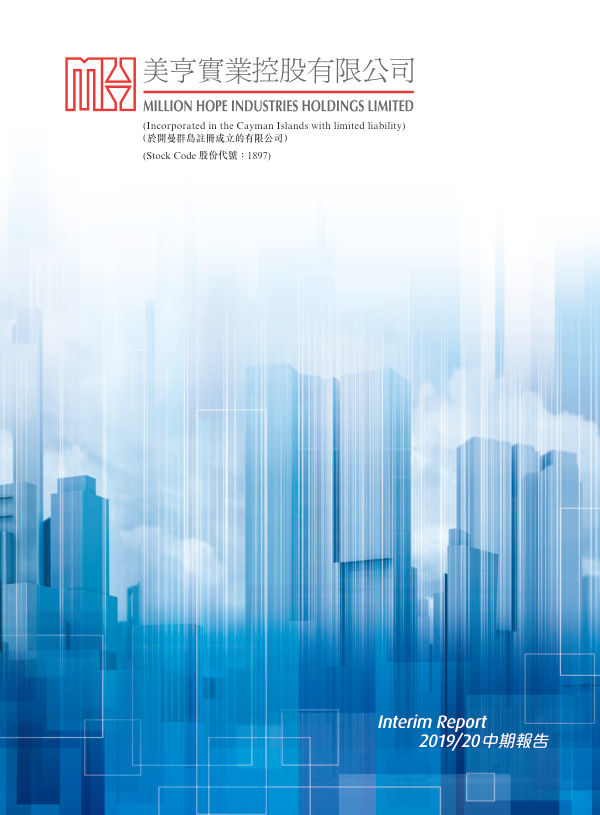 美亨實業控股有限公司
MILLION HOPE INDUSTRIES HOLDINGS LIMITED
(Incorporated in the Cayman Islands with limited liability)
(於開曼群島註冊成立的有限公司)
(Stock Code 股份代號：1897)
Interim Report
2019/20 中期報告